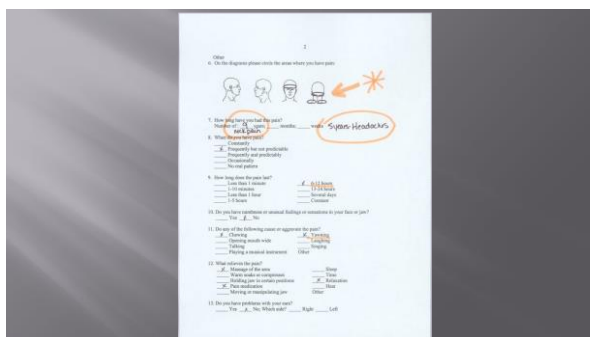 2
Other
6. On the diagrams please circle the areas where you have pain:
7. How long have you had this pain?
Number of: 9 years; months; weeks 5years-Headaches
neck pain
8. When do you have pain?
Constantly
x Frequently but not predictable
Frequently and predictably
Occasionally
No real pattern
9. How long does the pain last?
Less than 1 minute x 6-12 hours
1-10 minutes 13-24 hours
Less than 1 hour Several days
1-5 hours Constant
10. Do you have numbness or unusual feelings or sensations in your face or jaw?
Yes x No
11. Do any of the following cause or aggravate the pain?
x Chewing x Yawning
Opening mouth wide Laughing
Talking Singing
Playing a musical instrument Other
12. What relieves the pain?
x Massage of the area Sleep
Warm soaks or compresses Time
Holding jaw in certain positions x Relaxation
x Pain medication Heat
Moving or manipulating jaw Other
13. Do you have problems with your ears?
Yes x No; Which side? Right Left